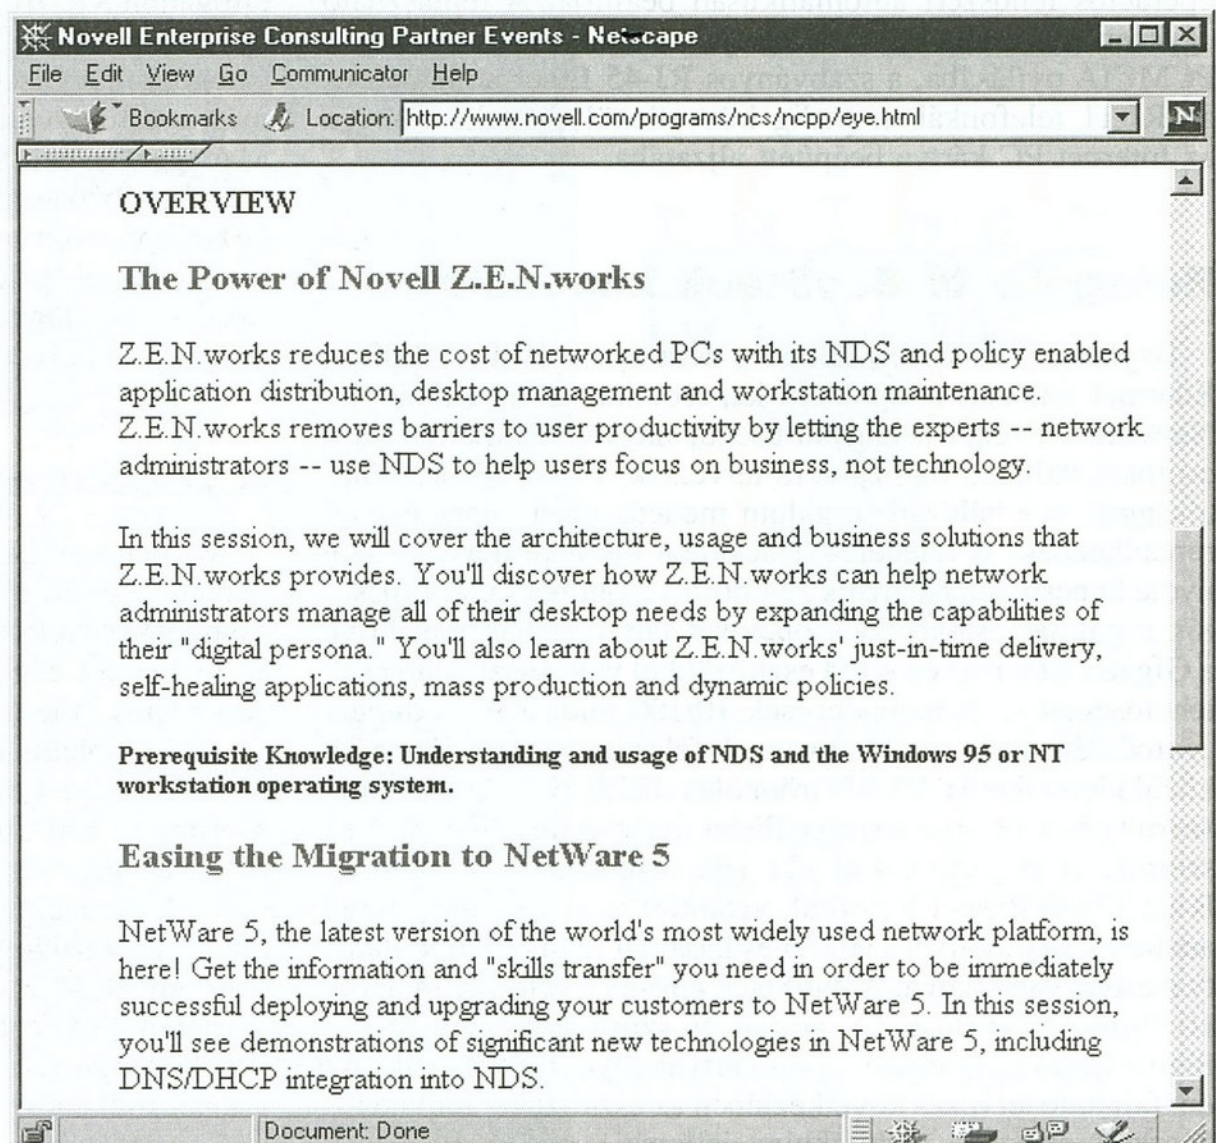 Novell Enterprise Consulting Partner Events - Netscape
File Edit View Go Communicator Help
Bookmarks Location: http://www.novell.com/programs/ncs/ncpp/eye.html
OVERVIEW
The Power of Novell Z.E.N.works
Z.E.N.works reduces the cost of networked PCs with its NDS and policy enabled
application distribution, desktop management and workstation maintenance.
Z.E.N.works removes barriers to user productivity by letting the experts -- network
administrators -- use NDS to help users focus on business, not technology.
In this session, we will cover the architecture, usage and business solutions that
Z.E.N.works provides. You'll discover how Z.E.N.works can help network
administrators manage all of their desktop needs by expanding the capabilities of
their "digital persona." You'll also learn about Z.E.N.works' just-in-time delivery,
self-healing applications, mass production and dynamic policies.
Prerequisite Knowledge: Understanding and usage of NDS and the Windows 95 or NT
workstation operating system.
Easing the Migration to NetWare 5
NetWare 5, the latest version of the world's most widely used network platform, is
here! Get the information and "skills transfer" you need in order to be immediately
successful deploying and upgrading your customers to NetWare 5. In this session,
you'll see demonstrations of significant new technologies in NetWare 5, including
DNS/DHCP integration into NDS.
Document: Done